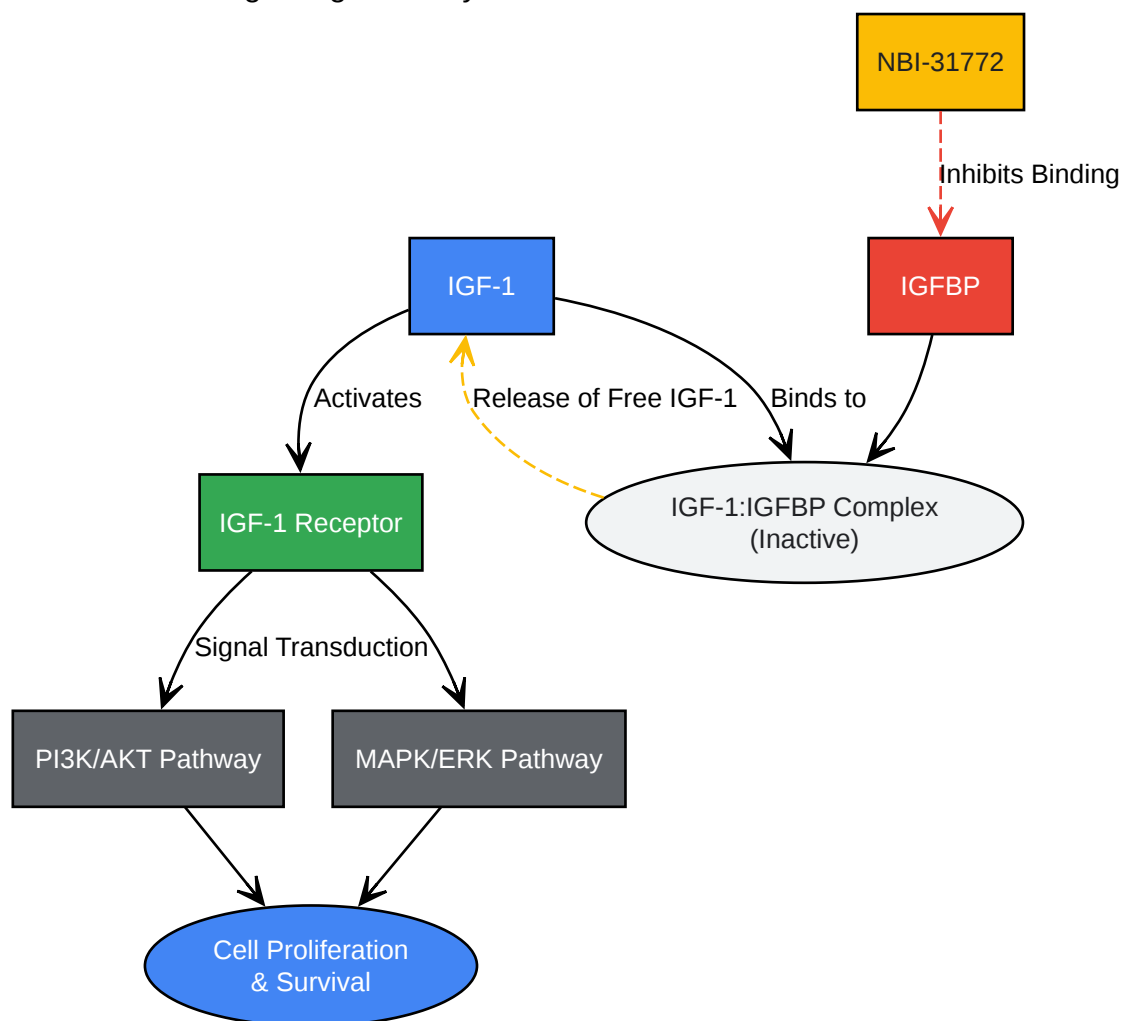 NBI-31772
Inhibits Binding
IGF-1
IGFBP
Activates
Release of Free IGF-1
Binds to
IGF-1 Receptor
IGF-1:IGFBP Complex
(Inactive)
Signal Transduction
PI3K/AKT Pathway
MAPK/ERK Pathway
Cell Proliferation
& Survival